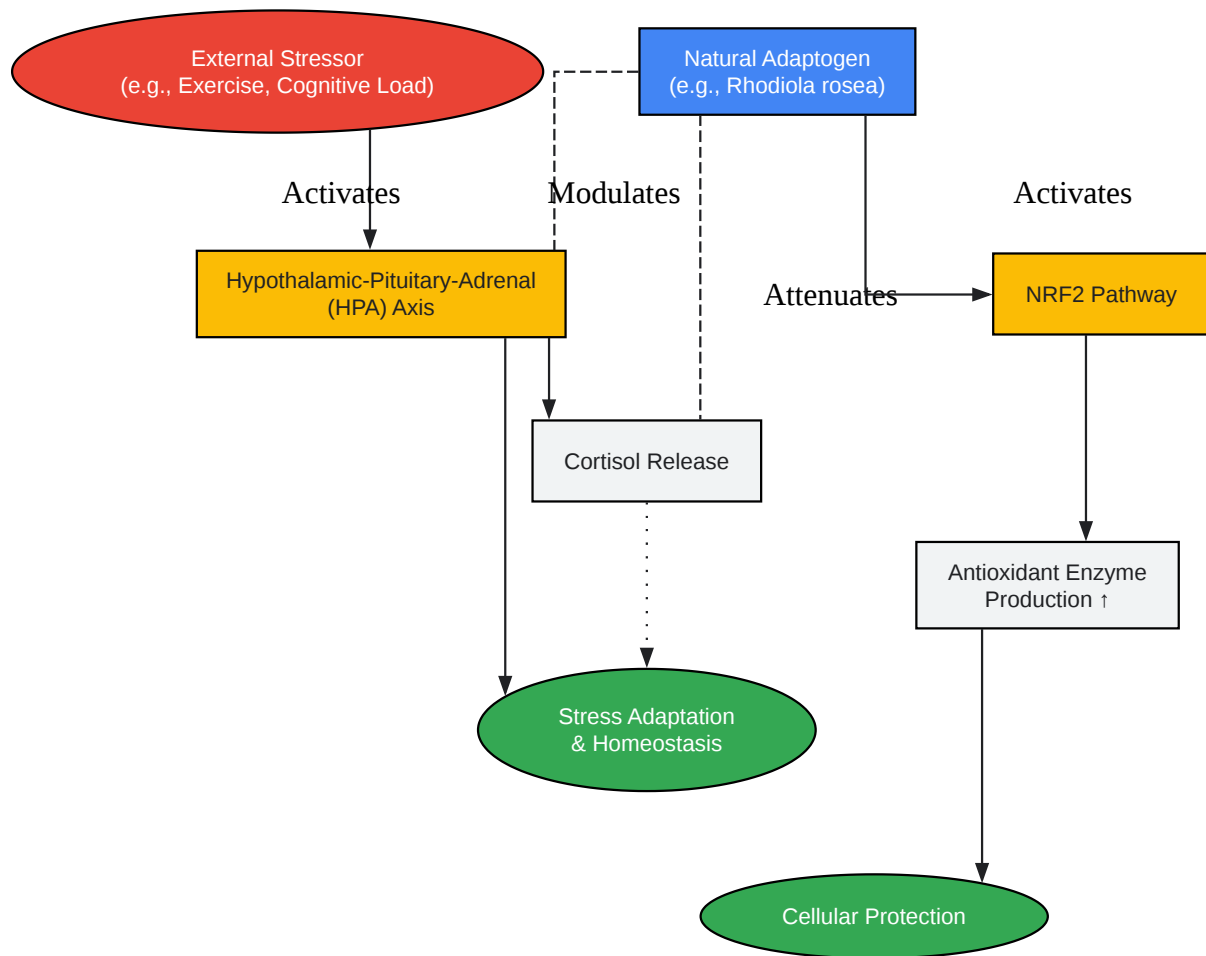 External Stressor
(e.g., Exercise, Cognitive Load)
Natural Adaptogen
(e.g., Rhodiola rosea)
Activates
Modulates
Activates
Hypothalamic-Pituitary-Adrenal
(HPA) Axis
Attenuates
NRF2 Pathway
Cortisol Release
Antioxidant Enzyme
Production ↑
Stress Adaptation
& Homeostasis
Cellular Protection